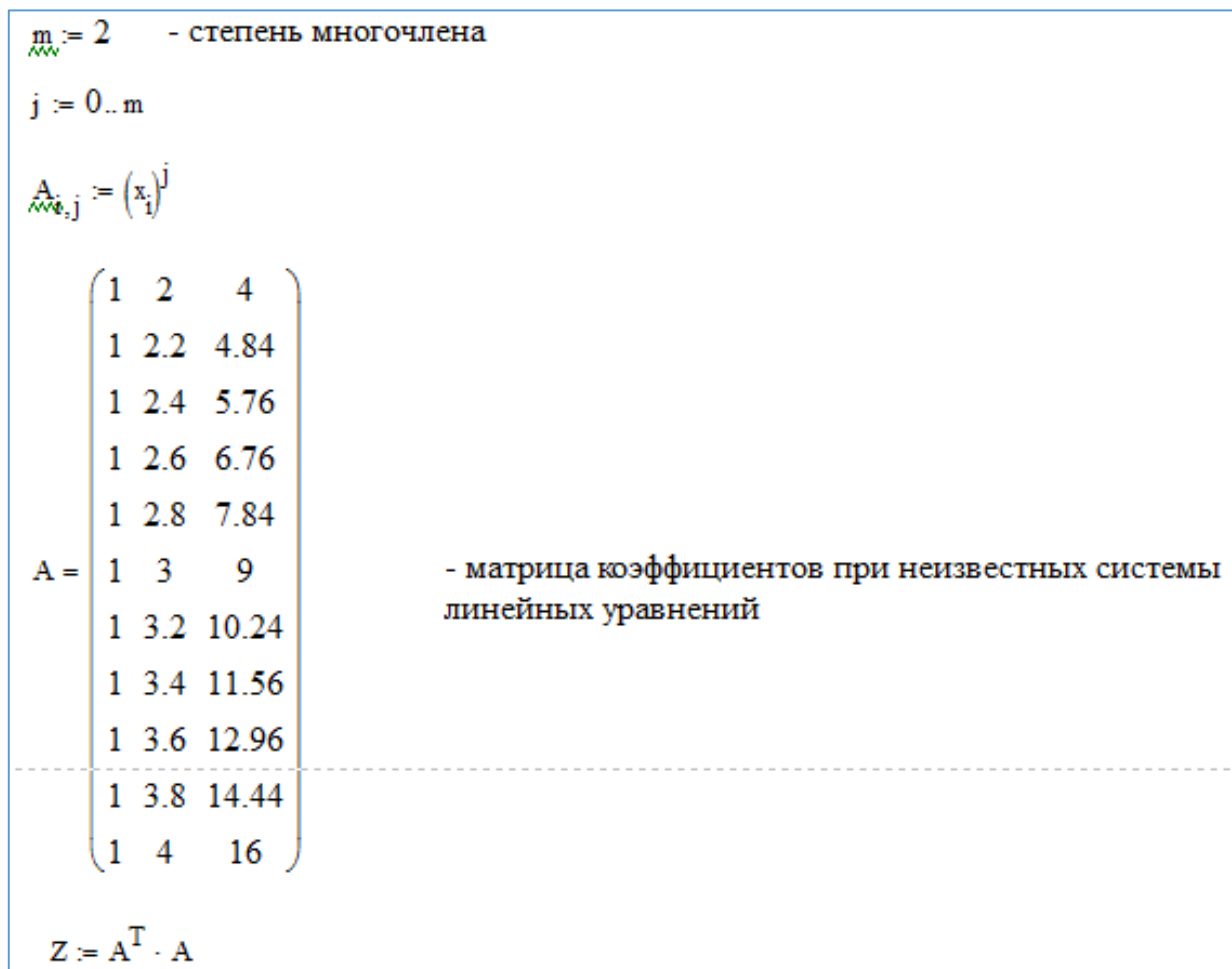 m := 2 - степень многочлена
j := 0.. m
A_{i,j} := (x_i)^j
1 2 4
1 2.2 4.84
1 2.4 5.76
1 2.6 6.76
1 2.8 7.84
A = 1 3 9 - матрица коэффициентов при неизвестных системы
линейных уравнений
1 3.2 10.24
1 3.4 11.56
1 3.6 12.96
1 3.8 14.44
1 4 16
Z := A^T · A